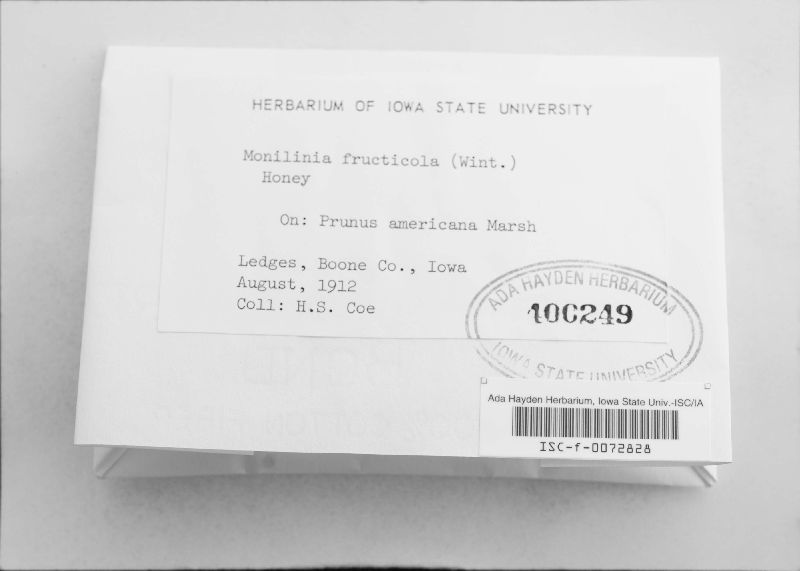 HERBARIUM OF IOWA STATE UNIVERSITY
Monilinia fructicola (Wint.)
Honey
On: Prunus americana Marsh
Ledges, Boone Co., Iowa
August, 1912
Coll: H.S. Coe
ADA HAYDEN HERBARIUM
100249
IOWA STATE UNIVERSITY
Ada Hayden Herbarium, Iowa State Univ.-ISC/IA
ISC-f-0072828